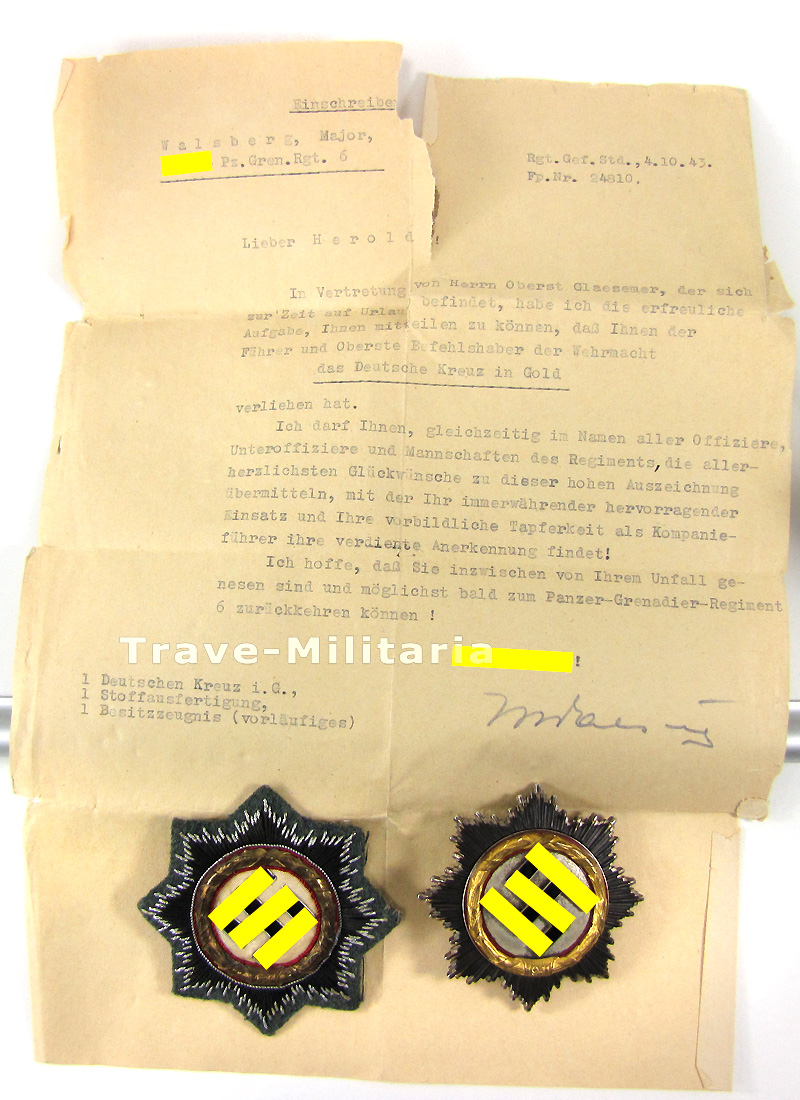 Einschreiben
Walsberg, Major,
Pz.Gren.Rgt. 6
Rgt.Gef.Std., 4.10.43.
Fp.Nr. 24810.
Lieber Herold !
In Vertretung von Herrn Oberst Glaesemer, der sich
zur Zeit auf Urlaub befindet, habe ich die erfreuliche
Aufgabe, Ihnen mitteilen zu können, daß Ihnen der
Führer und Oberste Befehlshaber der Wehrmacht
das Deutsche Kreuz in Gold
verliehen hat.
Ich darf Ihnen, gleichzeitig im Namen aller Offiziere,
Unteroffiziere und Mannschaften des Regiments, die aller-
herzlichsten Glückwünsche zu dieser hohen Auszeichnung
übermitteln, mit der Ihr immerwährender hervorragender
Einsatz und Ihre vorbildliche Tapferkeit als Kompanie-
führer ihre verdiente Anerkennung findet!
Ich hoffe, daß Sie inzwischen von Ihrem Unfall ge-
nesen sind und möglichst bald zum Panzer-Grenadier-Regiment
6 zurückkehren können !
Trave-Militaria
!
1 Deutschen Kreuz i.G.,
1 Stoffausfertigung,
1 Besitzzeugnis (vorläufiges)